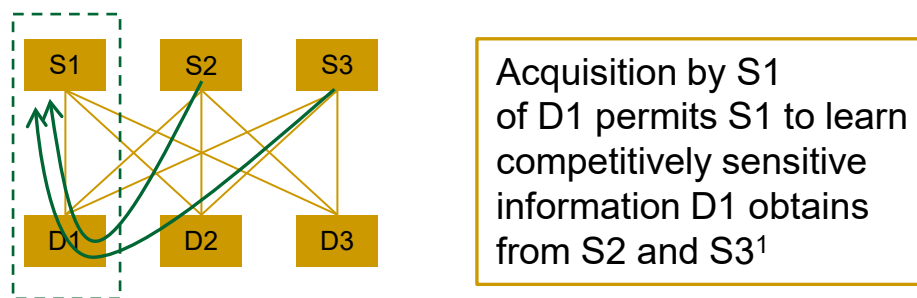 S1 S2 S3
D1 D2 D3
Acquisition by S1
of D1 permits S1 to learn
competitively sensitive
information D1 obtains
from S2 and S3¹